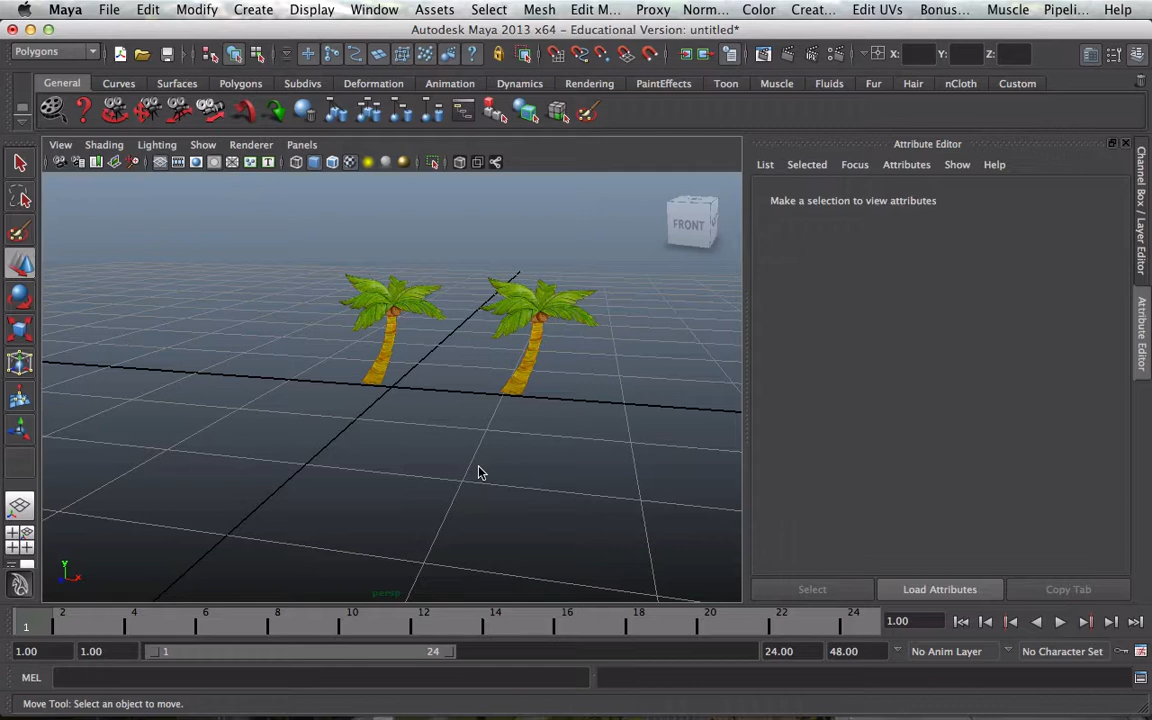 Maya File Edit Modify Create Display Window Assets Select Mesh Edit M... Proxy Norm... Color Creat... Edit UVs Bonus... Muscle Pipeli... Help
Autodesk Maya 2013 x64 - Educational Version: untitled*
Polygons X: Y: Z:
General Curves Surfaces Polygons Subdivs Deformation Animation Dynamics Rendering PaintEffects Toon Muscle Fluids Fur Hair nCloth Custom
View Shading Lighting Show Renderer Panels
Attribute Editor
List Selected Focus Attributes Show Help
Make a selection to view attributes
FRONT
Channel Box / Layer Editor
Attribute Editor
y
x
persp
Select Load Attributes Copy Tab
2 4 6 8 10 12 14 16 18 20 22 24
1 1.00
1.00 1.00 1 24 24.00 48.00 No Anim Layer No Character Set
MEL
Move Tool: Select an object to move.